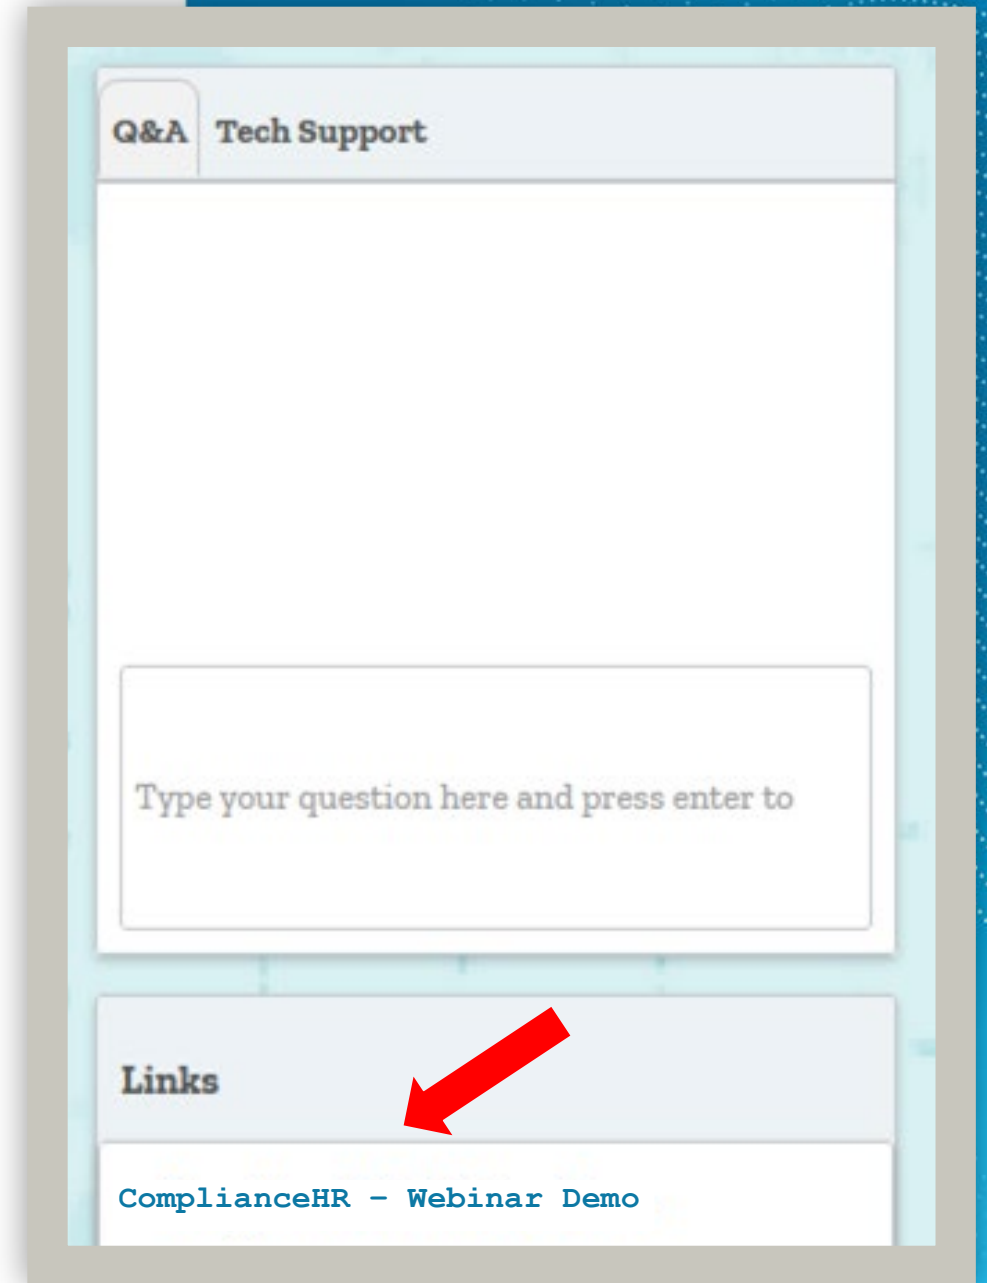 Q&A Tech Support
Type your question here and press enter to
Links
ComplianceHR – Webinar Demo